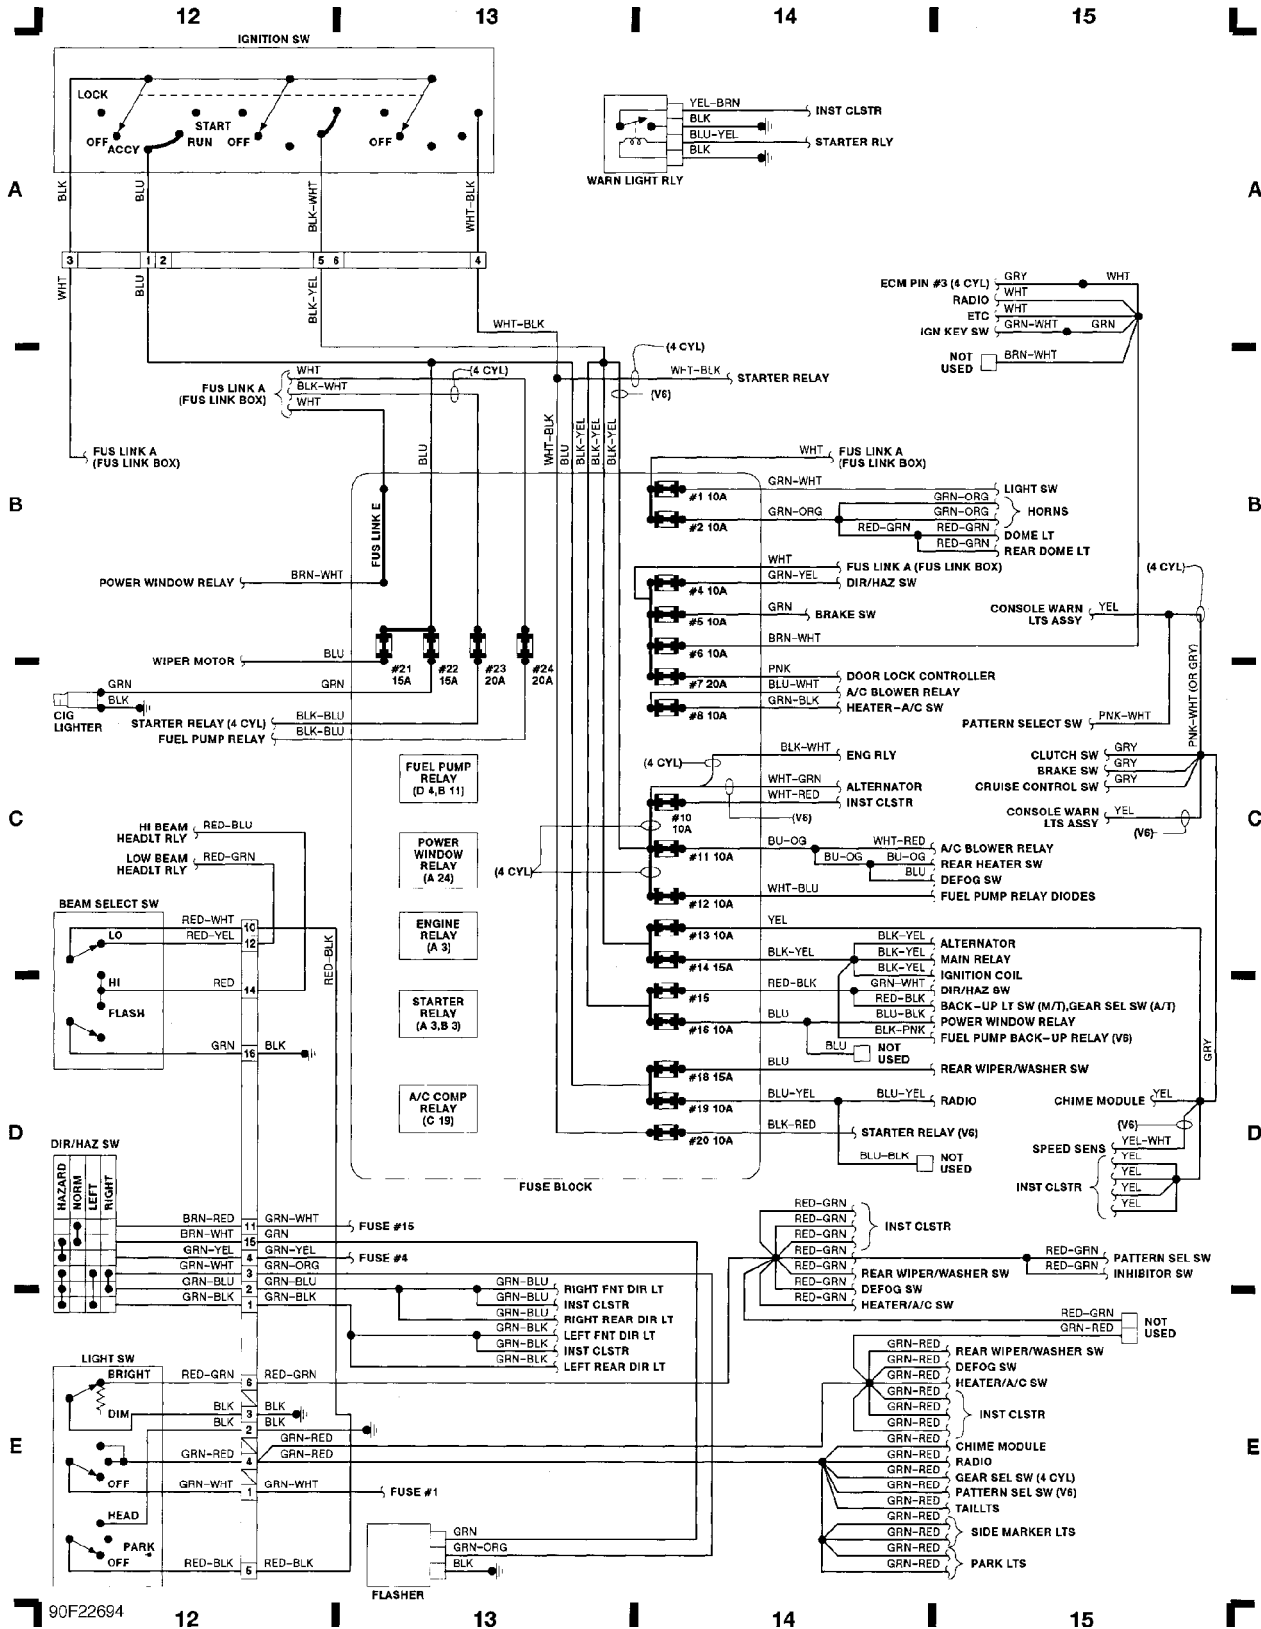 12 13 14 15
IGNITION SW
LOCK
OFF
ACCY
START
RUN
OFF
OFF
BLK
BLU
BLK-WHT
WHT-BLK
3 1 2 5 6 4
WHT
BLU
BLK-YEL
WHT-BLK
YEL-BRN INST CLSTR
BLK
BLU-YEL STARTER RLY
BLK
WARN LIGHT RLY
A A
ECM PIN #3 (4 CYL) GRY WHT
RADIO WHT
ETC WHT
IGN KEY SW GRN-WHT GRN
NOT USED BRN-WHT
(4 CYL)
WHT-BLK STARTER RELAY
(V6)
FUS LINK A
(FUS LINK BOX)
WHT
BLK-WHT
WHT
(4 CYL)
FUS LINK A
(FUS LINK BOX)
BLU
WHT-BLK
BLU
BLK-YEL
BLK-YEL
BLK-YEL
B B
FUS LINK E
POWER WINDOW RELAY BRN-WHT
WIPER MOTOR BLU
#21 15A
#22 15A
#23 20A
#24 20A
GRN GRN
BLK
CIG
LIGHTER
STARTER RELAY (4 CYL) BLK-BLU
FUEL PUMP RELAY BLK-BLU
WHT FUS LINK A
(FUS LINK BOX)
#1 10A GRN-WHT LIGHT SW
GRN-ORG
#2 10A GRN-ORG GRN-ORG HORNS
RED-GRN RED-GRN DOME LT
RED-GRN REAR DOME LT
WHT FUS LINK A (FUS LINK BOX)
#4 10A GRN-YEL DIR/HAZ SW
#5 10A GRN BRAKE SW
#6 10A BRN-WHT
#7 20A PNK DOOR LOCK CONTROLLER
BLU-WHT A/C BLOWER RELAY
#8 10A GRN-BLK HEATER-A/C SW
(4 CYL)
CONSOLE WARN
LTS ASSY YEL
PNK-WHT (OR GRY)
PATTERN SELECT SW PNK-WHT
CLUTCH SW GRY
BRAKE SW GRY
CRUISE CONTROL SW GRY
CONSOLE WARN
LTS ASSY YEL
(V6)
C C
FUEL PUMP
RELAY
(D 4,B 11)
POWER
WINDOW
RELAY
(A 24)
ENGINE
RELAY
(A 3)
STARTER
RELAY
(A 3,B 3)
A/C COMP
RELAY
(C 19)
BLK-WHT ENG RLY
(4 CYL)
WHT-GRN ALTERNATOR
WHT-RED INST CLSTR
#10
10A
(V6)
(4 CYL)
#11 10A BU-OG WHT-RED A/C BLOWER RELAY
BU-OG BU-OG REAR HEATER SW
BLU DEFOG SW
#12 10A WHT-BLU FUEL PUMP RELAY DIODES
#13 10A YEL
BLK-YEL ALTERNATOR
#14 15A BLK-YEL BLK-YEL MAIN RELAY
BLK-YEL IGNITION COIL
#15 RED-BLK GRN-WHT DIR/HAZ SW
RED-BLK BACK-UP LT SW (M/T),GEAR SEL SW (A/T)
#16 10A BLU BLU-BLK POWER WINDOW RELAY
BLK-PNK FUEL PUMP BACK-UP RELAY (V6)
BLU NOT
USED
#18 15A BLU REAR WIPER/WASHER SW
#19 10A BLU-YEL BLU-YEL RADIO
#20 10A BLK-RED STARTER RELAY (V6)
BLU-BLK NOT
USED
FUSE BLOCK
GRY
CHIME MODULE YEL
(V6)
SPEED SENS YEL-WHT
YEL
INST CLSTR YEL
YEL
YEL
HI BEAM
HEADLT RLY RED-BLU
LOW BEAM
HEADLT RLY RED-GRN
BEAM SELECT SW
RED-WHT 10
LO RED-YEL 12
HI RED 14
FLASH
GRN 16 BLK
RED-BLK
D D
DIR/HAZ SW
HAZARD
NORM
LEFT
RIGHT
BRN-RED 11 GRN-WHT FUSE #15
BRN-WHT 15 GRN
GRN-YEL 4 GRN-YEL FUSE #4
GRN-WHT 3 GRN-ORG
GRN-BLU 2 GRN-BLU GRN-BLU RIGHT FNT DIR LT
GRN-BLK 1 GRN-BLK GRN-BLU INST CLSTR
GRN-BLU RIGHT REAR DIR LT
GRN-BLK LEFT FNT DIR LT
GRN-BLK INST CLSTR
GRN-BLK LEFT REAR DIR LT
RED-GRN
RED-GRN INST CLSTR
RED-GRN
RED-GRN
RED-GRN REAR WIPER/WASHER SW
RED-GRN DEFOG SW
RED-GRN HEATER/A/C SW
RED-GRN PATTERN SEL SW
RED-GRN INHIBITOR SW
RED-GRN NOT
GRN-RED USED
LIGHT SW
BRIGHT RED-GRN 6 RED-GRN
DIM BLK 3 BLK
BLK 2 BLK
GRN-RED
GRN-RED 4 GRN-RED
OFF GRN-WHT 1 GRN-WHT FUSE #1
HEAD
PARK
OFF RED-BLK 5 RED-BLK
E E
GRN-RED REAR WIPER/WASHER SW
GRN-RED DEFOG SW
GRN-RED HEATER/A/C SW
GRN-RED
GRN-RED INST CLSTR
GRN-RED
GRN-RED CHIME MODULE
GRN-RED RADIO
GRN-RED GEAR SEL SW (4 CYL)
GRN-RED PATTERN SEL SW (V6)
GRN-RED TAILLTS
GRN-RED
GRN-RED SIDE MARKER LTS
GRN-RED
GRN-RED PARK LTS
GRN
GRN-ORG
BLK
FLASHER
90F22694
12 13 14 15